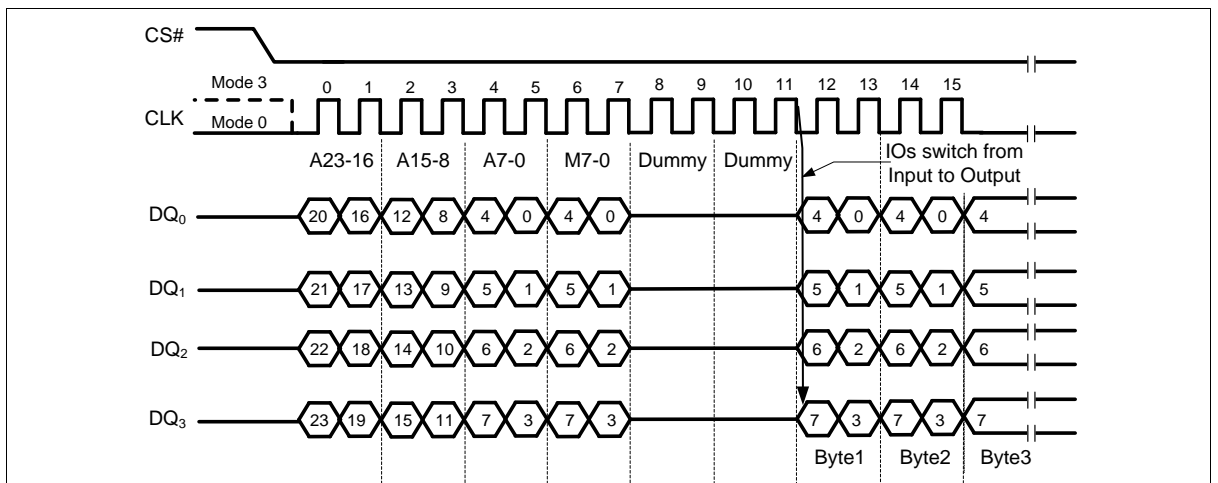 CS#
Mode 3
0 1 2 3 4 5 6 7 8 9 10 11 12 13 14 15
CLK
Mode 0
A23-16 A15-8 A7-0 M7-0 Dummy Dummy
IOs switch from
Input to Output
DQ0 20 16 12 8 4 0 4 0 4 0 4 0 4
DQ1 21 17 13 9 5 1 5 1 5 1 5 1 5
DQ2 22 18 14 10 6 2 6 2 6 2 6 2 6
DQ3 23 19 15 11 7 3 7 3 7 3 7 3 7
Byte1 Byte2 Byte3